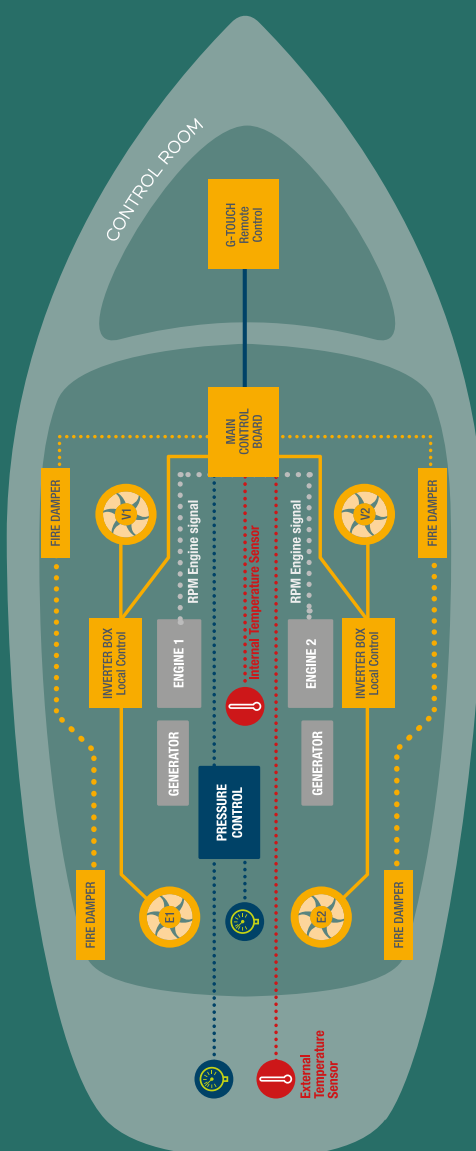 CONTROL ROOM
G-TOUCH
Remote
Control
MAIN
CONTROL
BOARD
FIRE DAMPER
V1
V2
FIRE DAMPER
RPM Engine signal
Internal Temperature Sensor
RPM Engine signal
INVERTER BOX
Local Control
ENGINE 1
ENGINE 2
INVERTER BOX
Local Control
GENERATOR
GENERATOR
PRESSURE
CONTROL
FIRE DAMPER
E1
E2
FIRE DAMPER
External
Temperature
Sensor